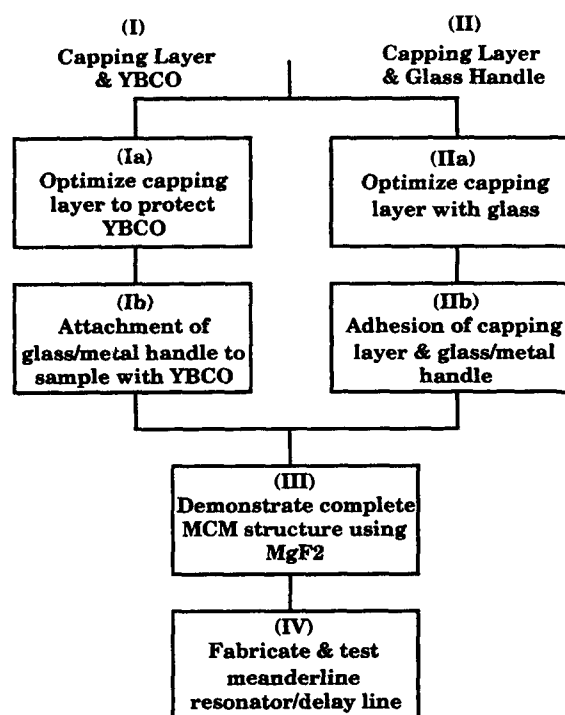 (I)
Capping Layer
& YBCO
(II)
Capping Layer
& Glass Handle
(Ia)
Optimize capping
layer to protect
YBCO
(IIa)
Optimize capping
layer with glass
(Ib)
Attachment of
glass/metal handle to
sample with YBCO
(IIb)
Adhesion of capping
layer & glass/metal
handle
(III)
Demonstrate complete
MCM structure using
MgF2
(IV)
Fabricate & test
meanderline
resonator/delay line